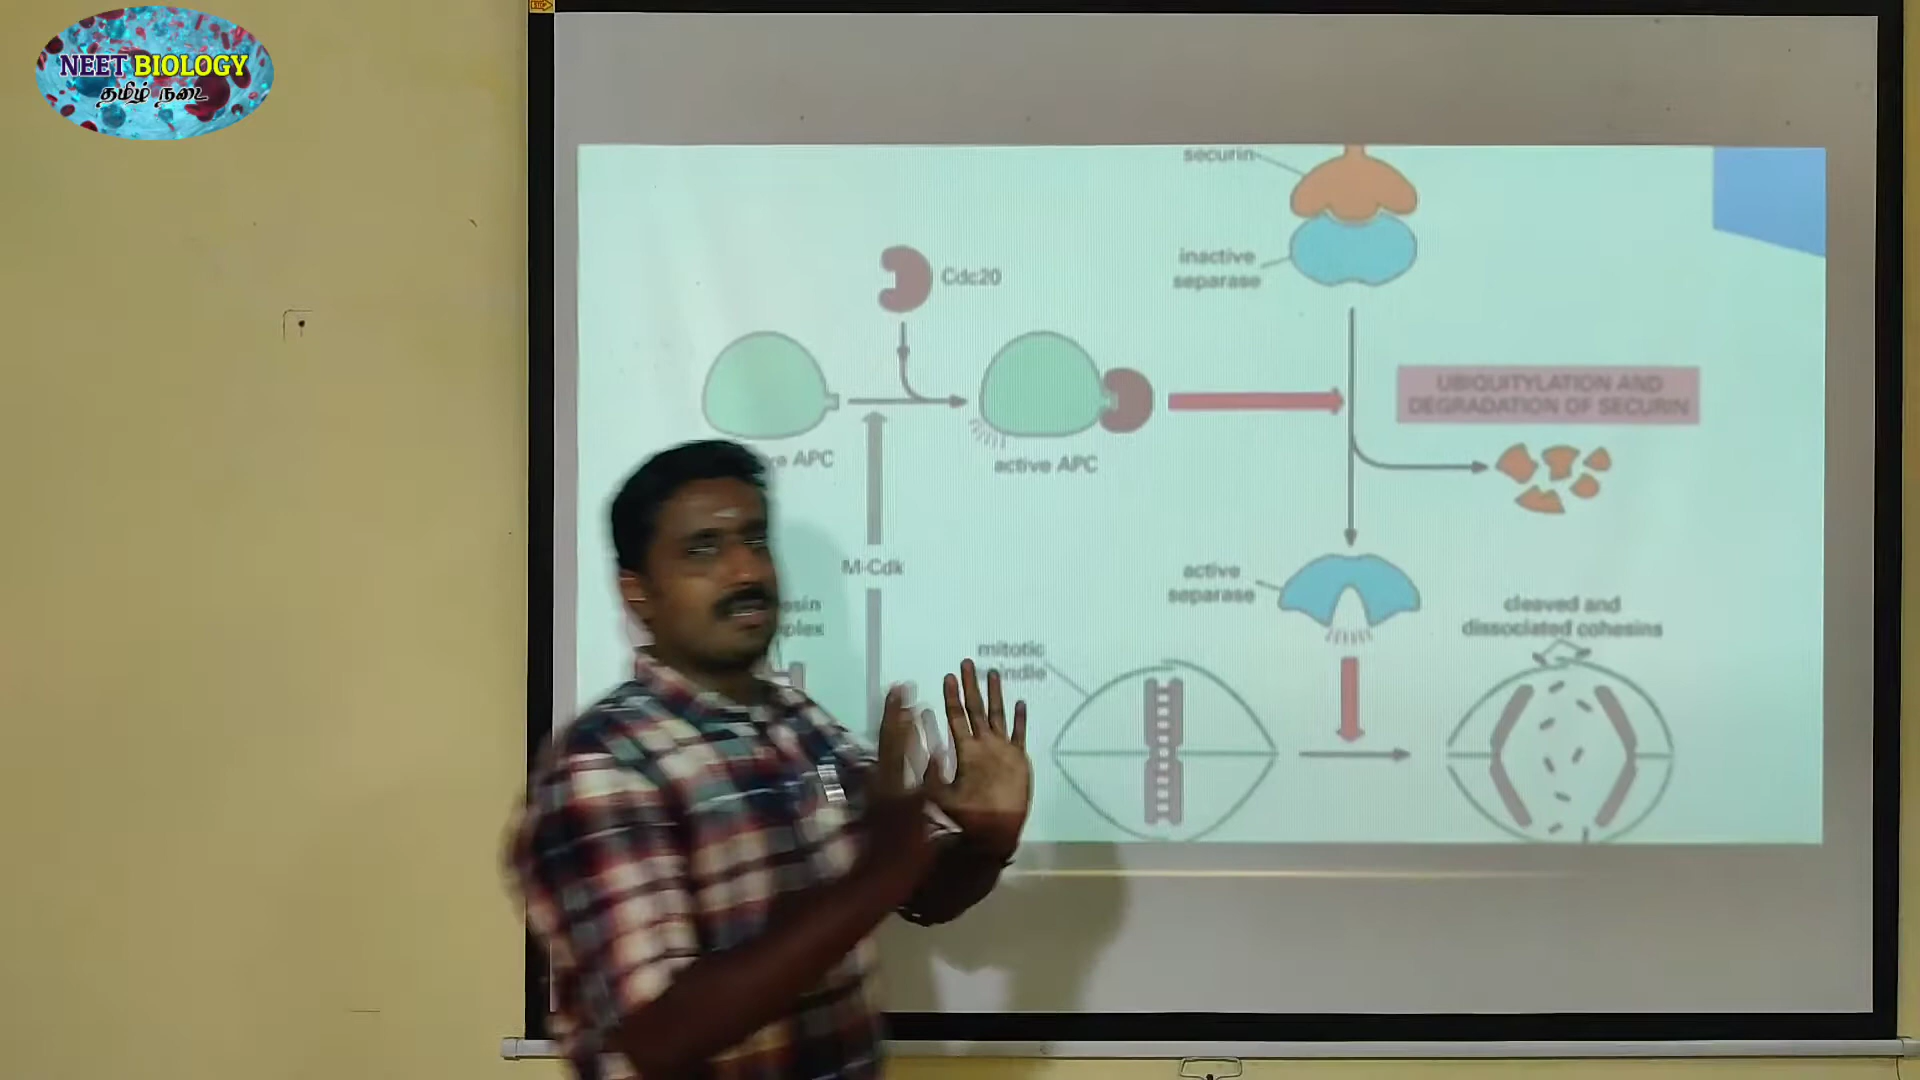 NEET BIOLOGY
தமிழ் நடை
securin
inactive
separase
Cdc20
UBIQUITYLATION AND
DEGRADATION OF SECURIN
APC
active APC
M-Cdk
active
separase
cleaved and
dissociated cohesins
mitotic